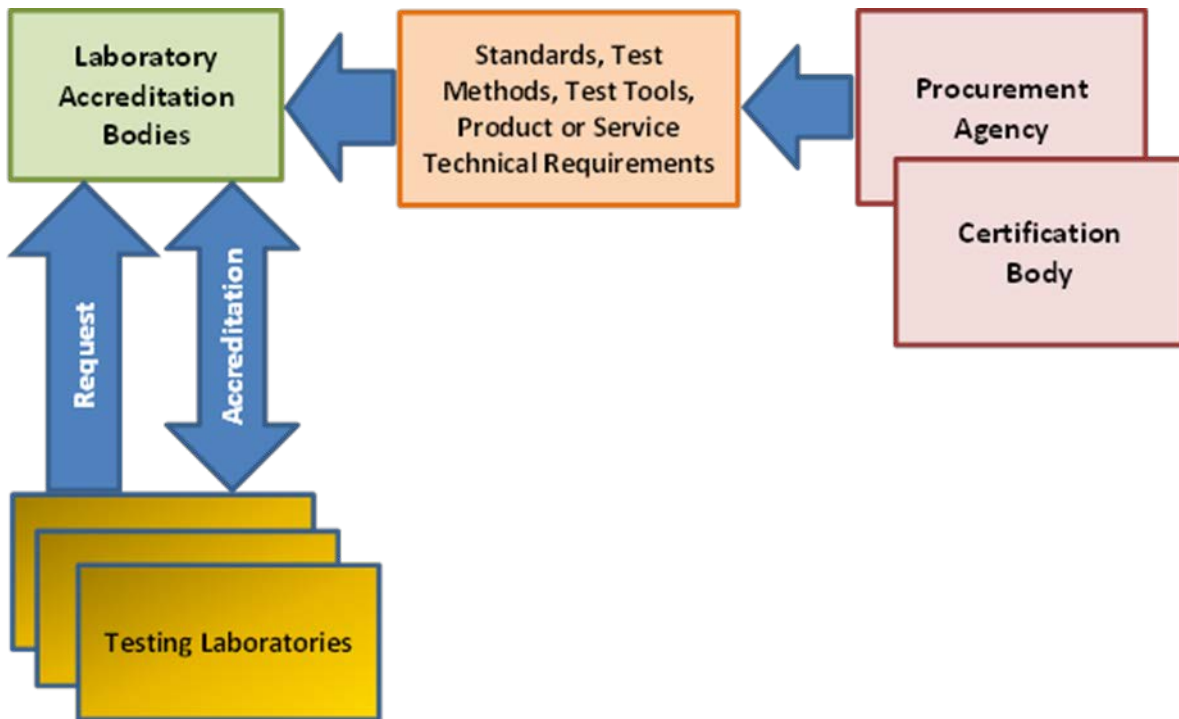 Laboratory
Accreditation
Bodies
Standards, Test
Methods, Test Tools,
Product or Service
Technical Requirements
Procurement
Agency
Certification
Body
Request
Accreditation
Testing Laboratories